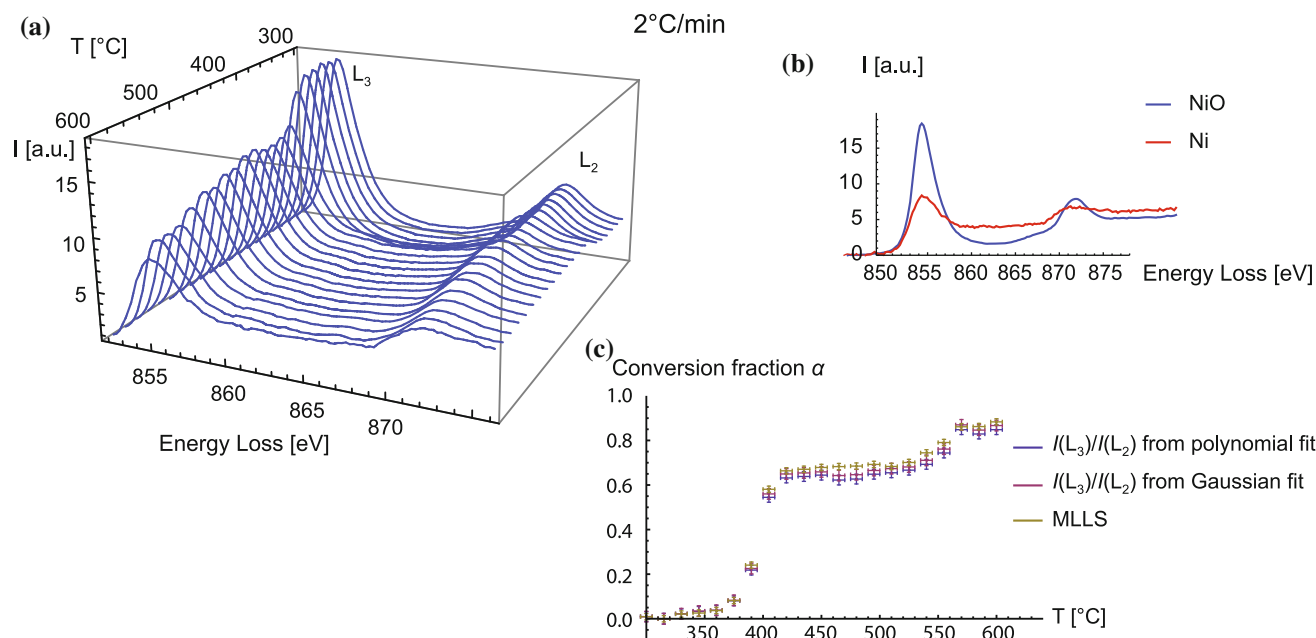 2°C/min
(a)
T [°C]
300
400
500
600
I [a.u.]
15
10
5
L₃
L₂
855
860
865
870
Energy Loss [eV]
(b)
I [a.u.]
NiO
Ni
15
10
5
0
850 855 860 865 870 875
Energy Loss [eV]
(c)
Conversion fraction α
1.0
0.8
0.6
0.4
0.2
0.0
350 400 450 500 550 600
T [°C]
I(L₃)/I(L₂) from polynomial fit
I(L₃)/I(L₂) from Gaussian fit
MLLS